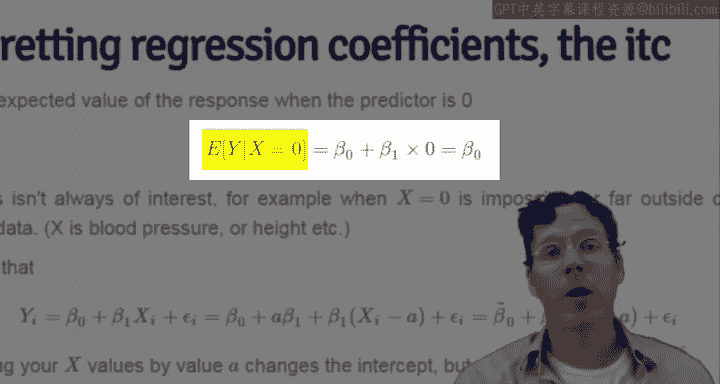 GPT中英字幕课程资源@bilibili.com
retting regression coefficients, the itc
expected value of the response when the predictor is 0
E[Y|X = 0] = β₀ + β₁ × 0 = β₀
s isn't always of interest, for example when X = 0 is far outside
data. (X is blood pressure, or height etc.)
that
Yᵢ = β₀ + β₁Xᵢ + ϵᵢ = β₀ + aβ₁ + β₁(Xᵢ − a) + ϵᵢ = β̃₀ + a) + ϵᵢ
ng your X values by value a changes the intercept, but